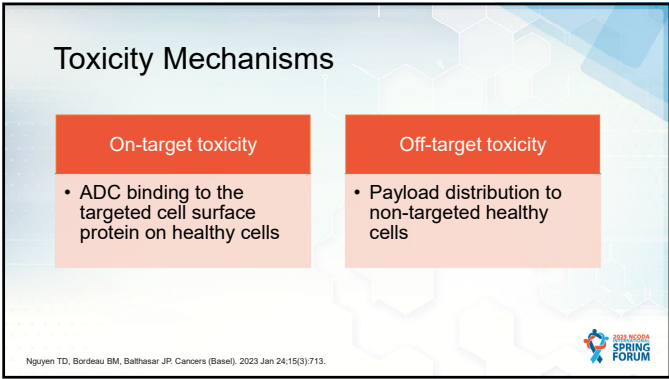 Toxicity Mechanisms
On-target toxicity
• ADC binding to the
targeted cell surface
protein on healthy cells
Off-target toxicity
• Payload distribution to
non-targeted healthy
cells
Nguyen TD, Bordeau BM, Balthasar JP. Cancers (Basel). 2023 Jan 24;15(3):713.
2025 NCODA
INTERNATIONAL
SPRING
FORUM